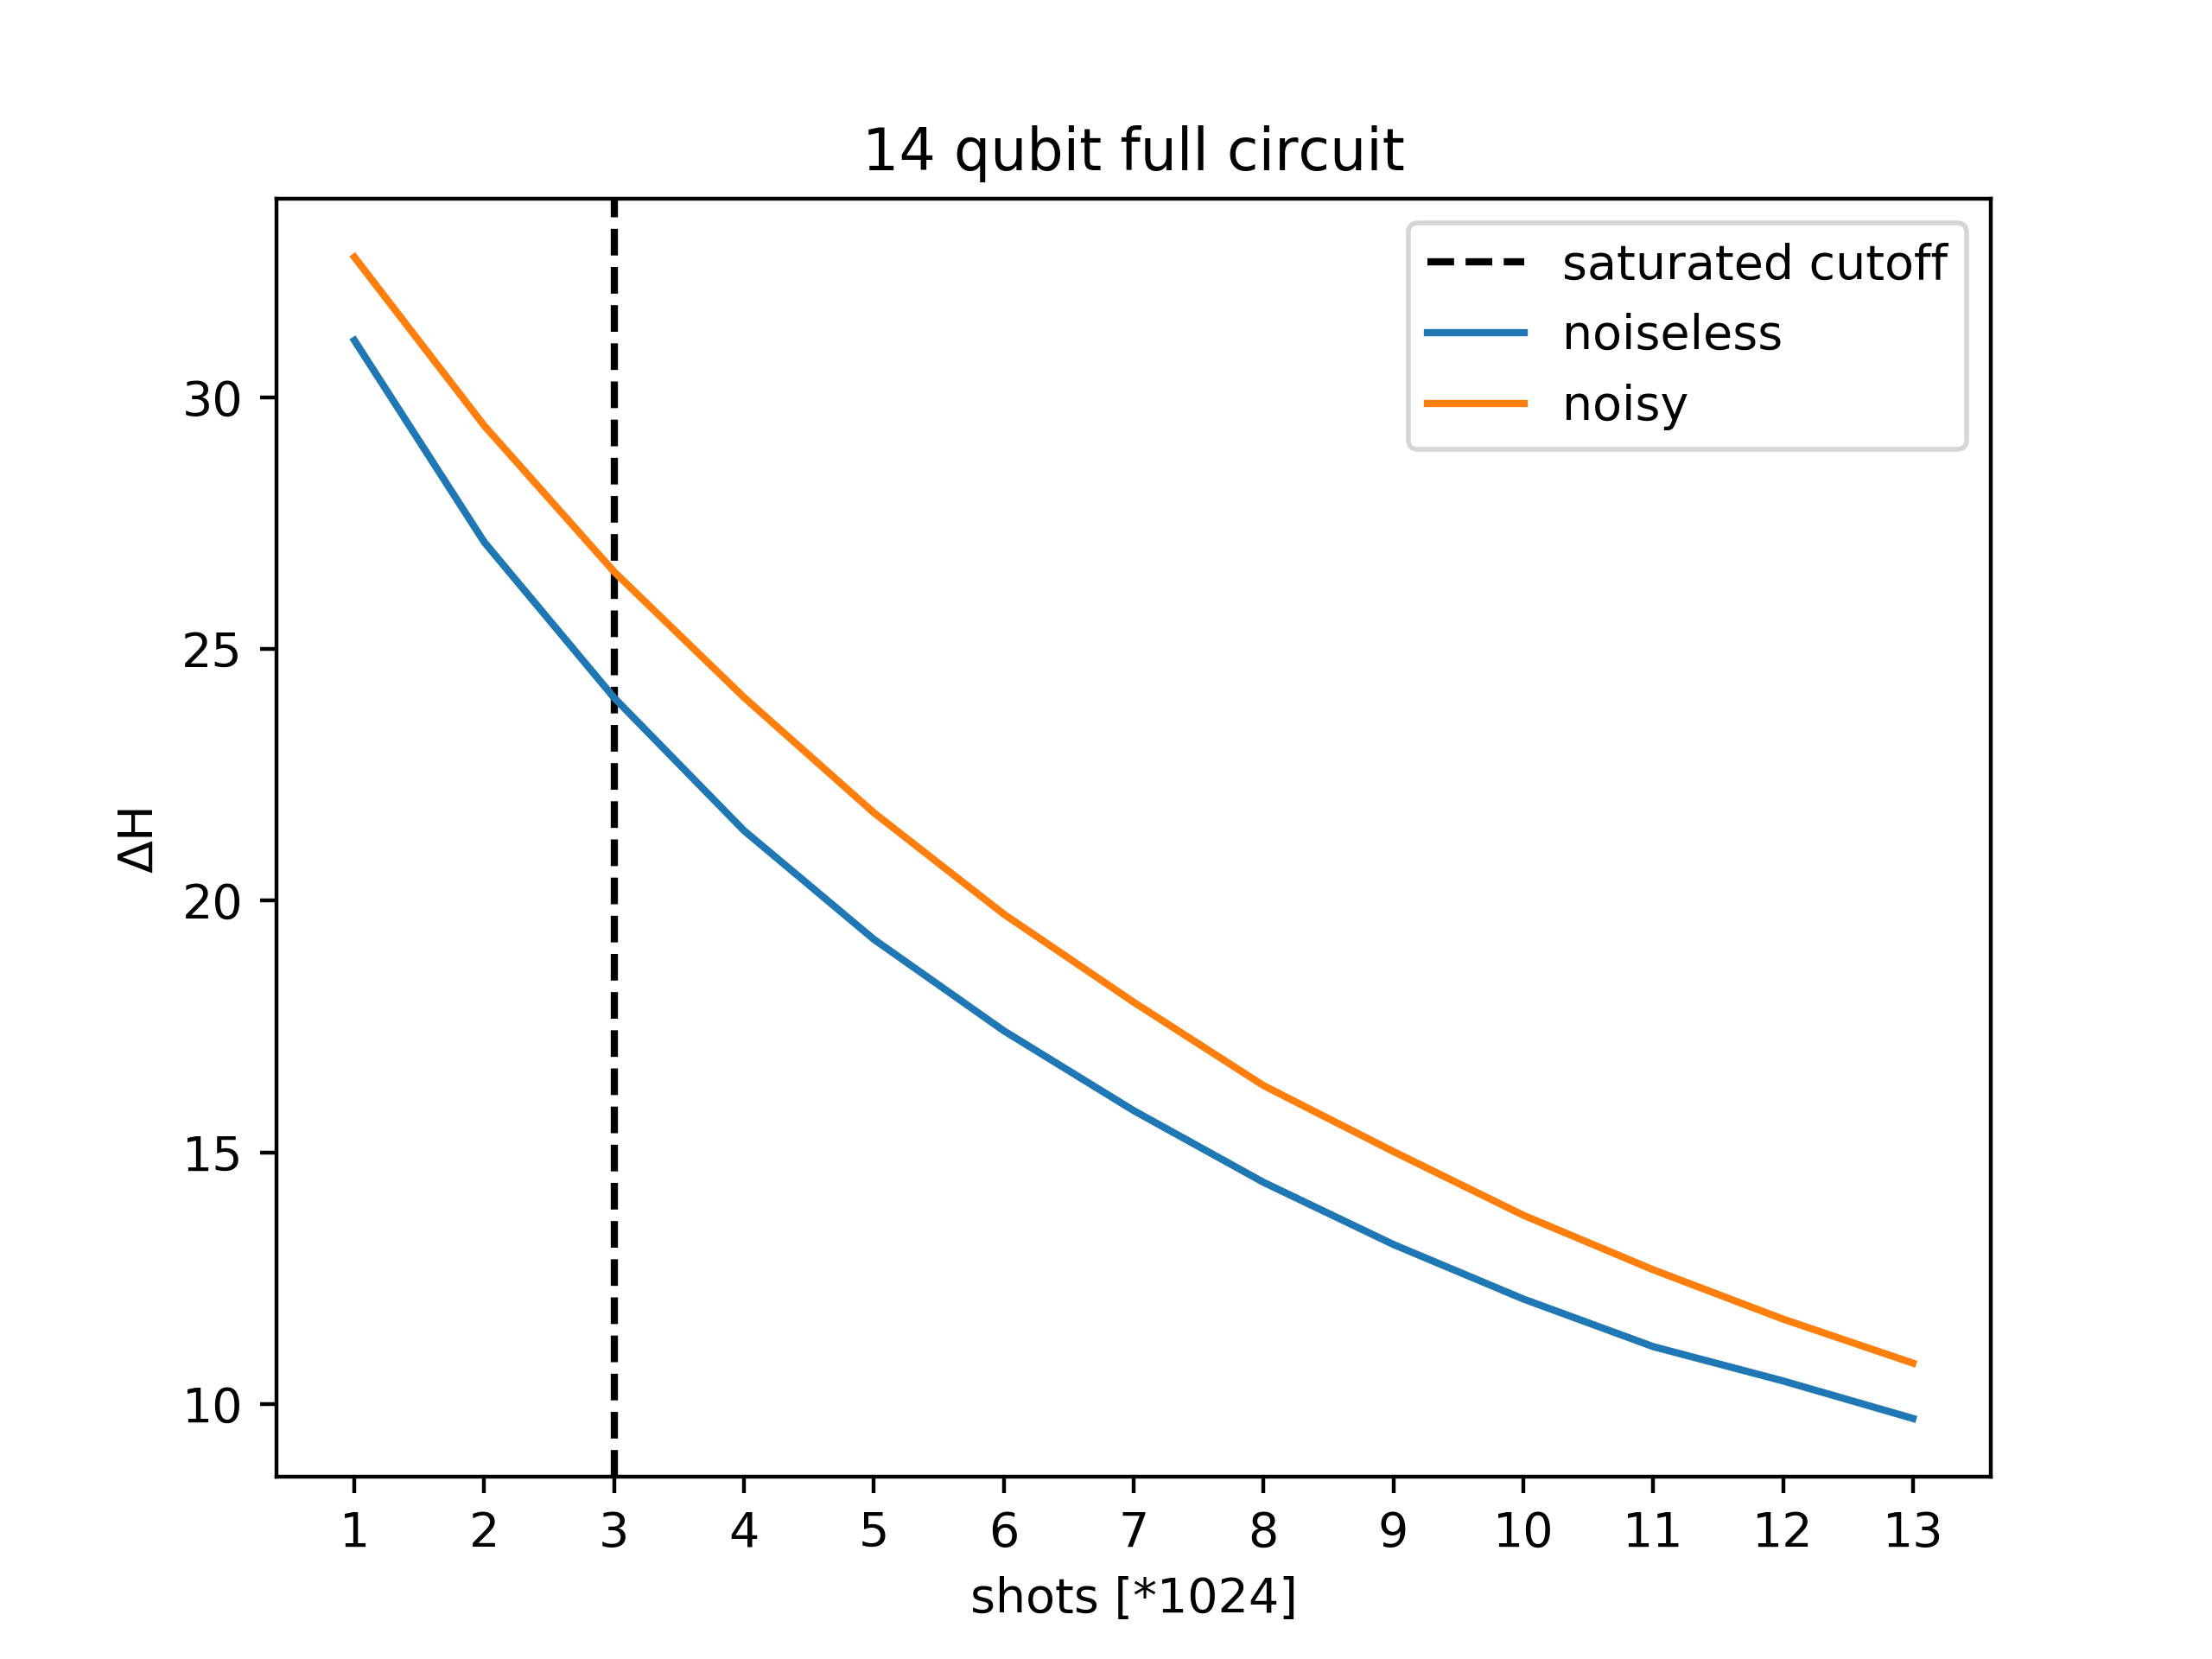 14 qubit full circuit
saturated cutoff
noiseless
noisy
30
25
20
15
10
ΔH
1 2 3 4 5 6 7 8 9 10 11 12 13
shots [*1024]